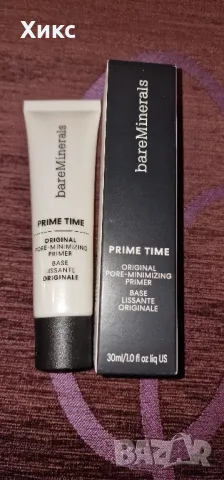 Хикс
bareMinerals
PRIME TIME
ORIGINAL
PORE-MINIMIZING
PRIMER
BASE
LISSANTE
ORIGINALE
bareMinerals
PRIME TIME
ORIGINAL
PORE-MINIMIZING
PRIMER
BASE
LISSANTE
ORIGINALE
30ml/1.0 fl oz liq US
BAZAR